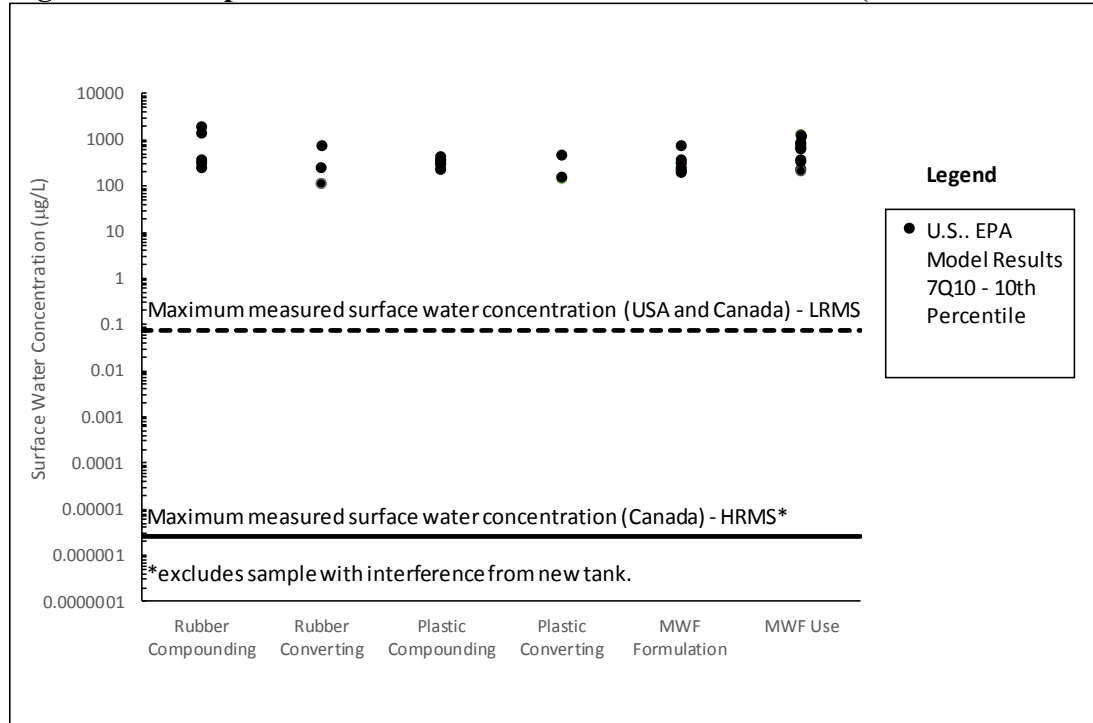 10000
1000
100
10
1
0.1
0.01
0.001
0.0001
0.00001
0.000001
0.0000001
Surface Water Concentration (µg/L)
Maximum measured surface water concentration (USA and Canada) - LRMS
Maximum measured surface water concentration (Canada) - HRMS*
*excludes sample with interference from new tank.
Rubber
Compounding
Rubber
Converting
Plastic
Compounding
Plastic
Converting
MWF
Formulation
MWF Use
Legend
U.S.. EPA
Model Results
7Q10 - 10th
Percentile